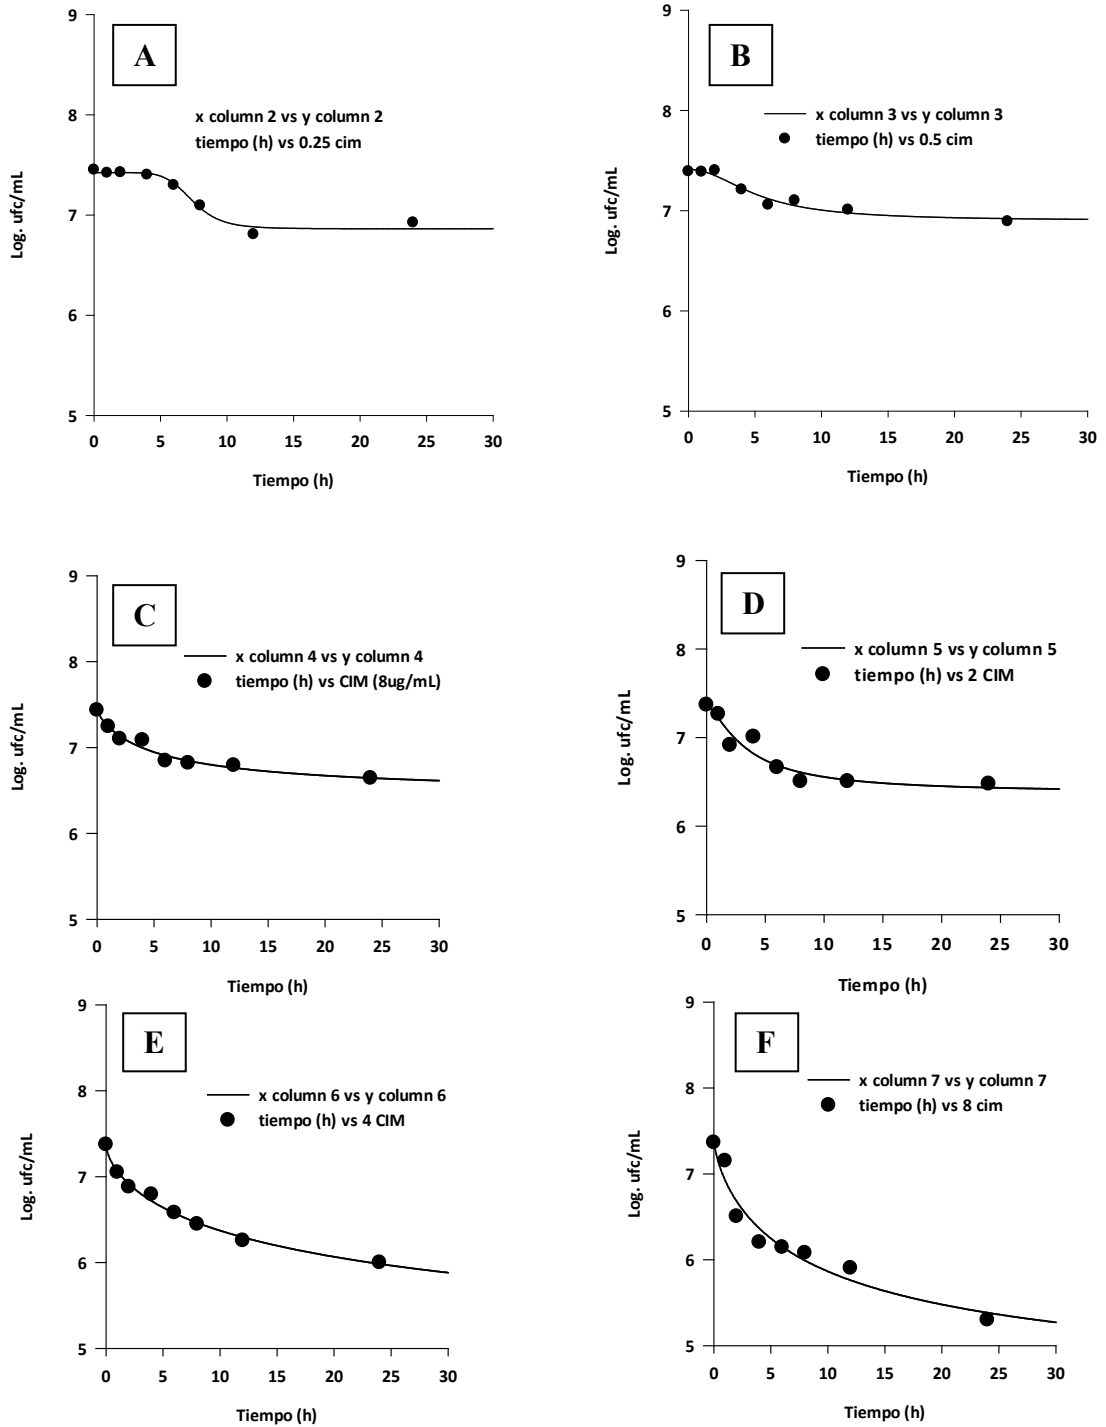 A
x column 2 vs y column 2
tiempo (h) vs 0.25 cim
Log. ufc/mL
9
8
7
6
5
0 5 10 15 20 25 30
Tiempo (h)
B
x column 3 vs y column 3
tiempo (h) vs 0.5 cim
Log. ufc/mL
9
8
7
6
5
0 5 10 15 20 25 30
Tiempo (h)
C
x column 4 vs y column 4
tiempo (h) vs CIM (8ug/mL)
Log. ufc/mL
9
8
7
6
5
0 5 10 15 20 25 30
Tiempo (h)
D
x column 5 vs y column 5
tiempo (h) vs 2 CIM
Log. ufc/mL
9
8
7
6
5
0 5 10 15 20 25 30
Tiempo (h)
E
x column 6 vs y column 6
tiempo (h) vs 4 CIM
Log. ufc/mL
9
8
7
6
5
0 5 10 15 20 25 30
Tiempo (h)
F
x column 7 vs y column 7
tiempo (h) vs 8 cim
Log. ufc/mL
9
8
7
6
5
0 5 10 15 20 25 30
Tiempo (h)